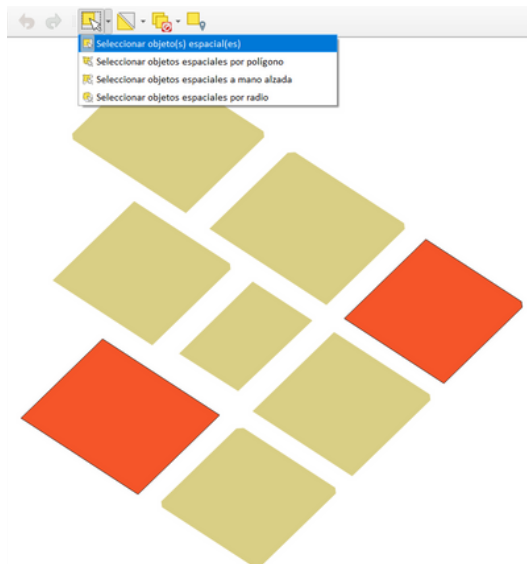 Seleccionar objeto(s) espacial(es)
Seleccionar objetos espaciales por polígono
Seleccionar objetos espaciales a mano alzada
Seleccionar objetos espaciales por radio